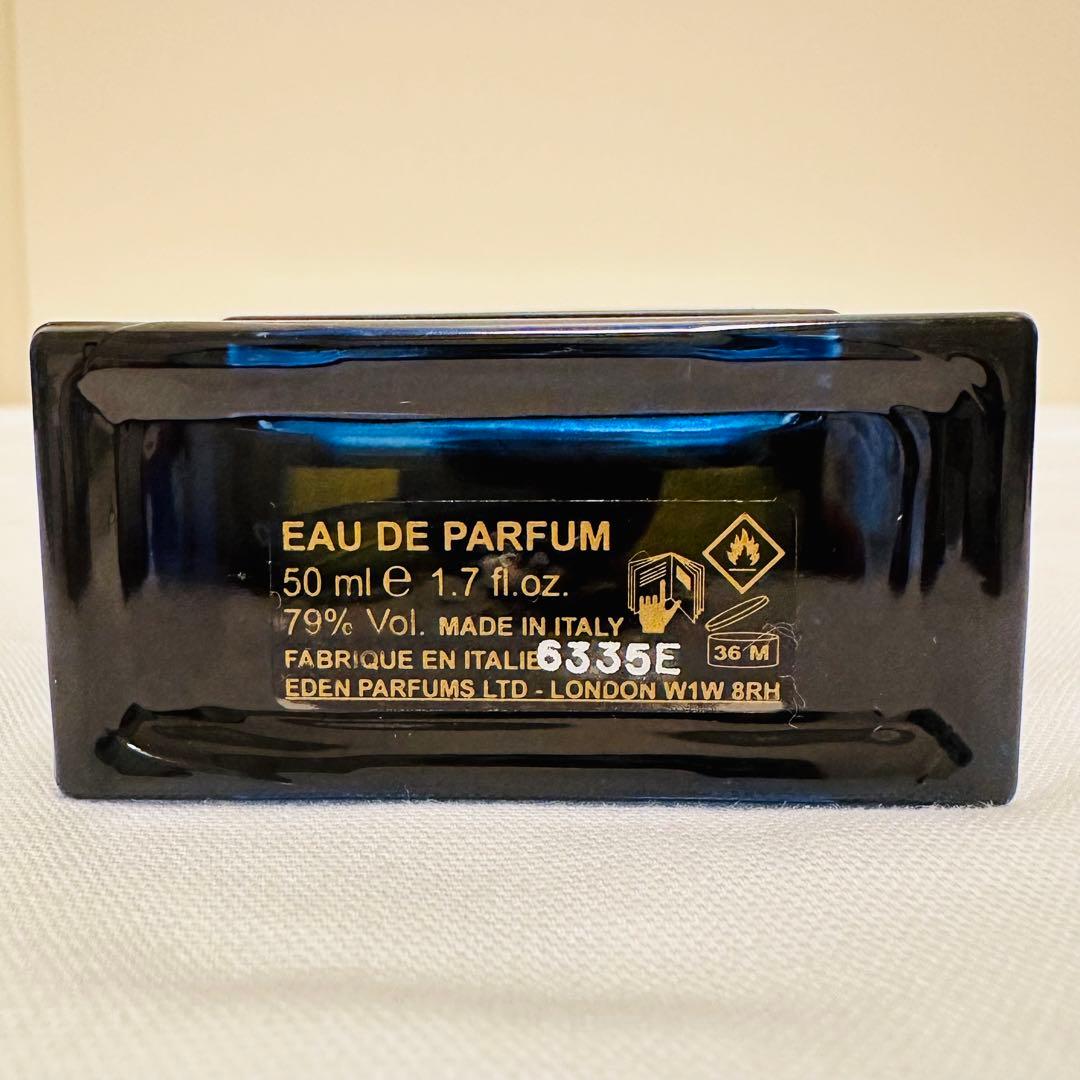 EAU DE PARFUM
50 ml ℮ 1.7 fl.oz.
79% Vol. MADE IN ITALY
FABRIQUE EN ITALIE 6335E
36 M
EDEN PARFUMS LTD - LONDON W1W 8RH